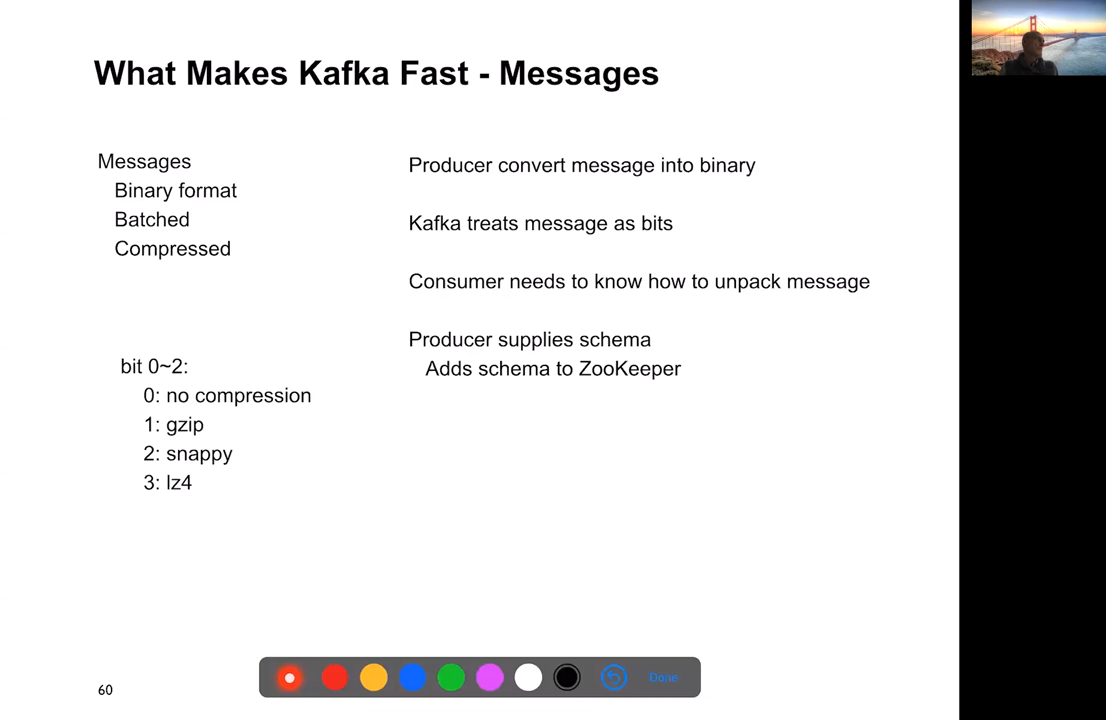 What Makes Kafka Fast - Messages
Messages
Binary format
Batched
Compressed
bit 0~2:
0: no compression
1: gzip
2: snappy
3: lz4
Producer convert message into binary
Kafka treats message as bits
Consumer needs to know how to unpack message
Producer supplies schema
Adds schema to ZooKeeper
60
Done